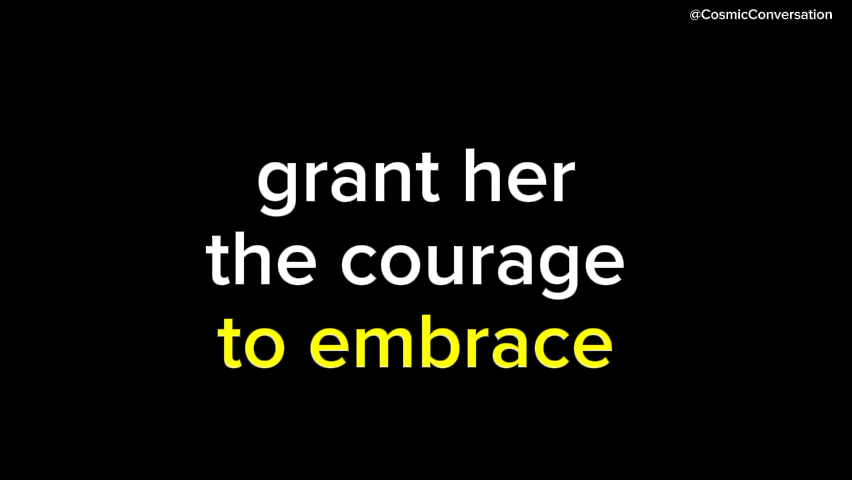 @CosmicConversation
grant her
the courage
to embrace